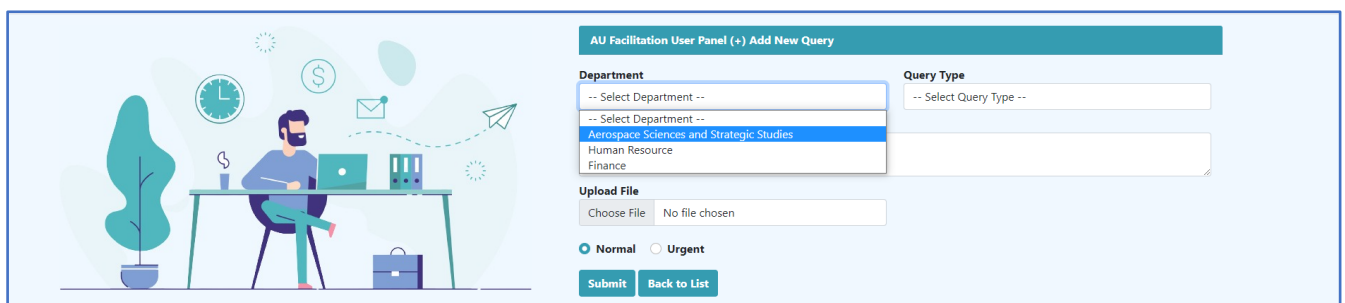 AU Facilitation User Panel (+) Add New Query
Department
Query Type
-- Select Department --
-- Select Query Type --
-- Select Department --
Aerospace Sciences and Strategic Studies
Human Resource
Finance
Upload File
Choose File No file chosen
Normal Urgent
Submit Back to List
$